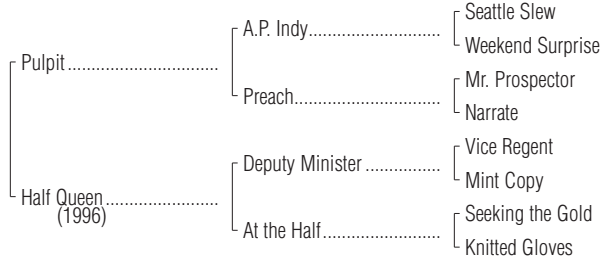 Seattle Slew
A.P. Indy..............................
Weekend Surprise
Pulpit................................
Mr. Prospector
Preach.................................
Narrate
Vice Regent
Deputy Minister ................
Mint Copy
Half Queen........................
(1996)
Seeking the Gold
At the Half.........................
Knitted Gloves